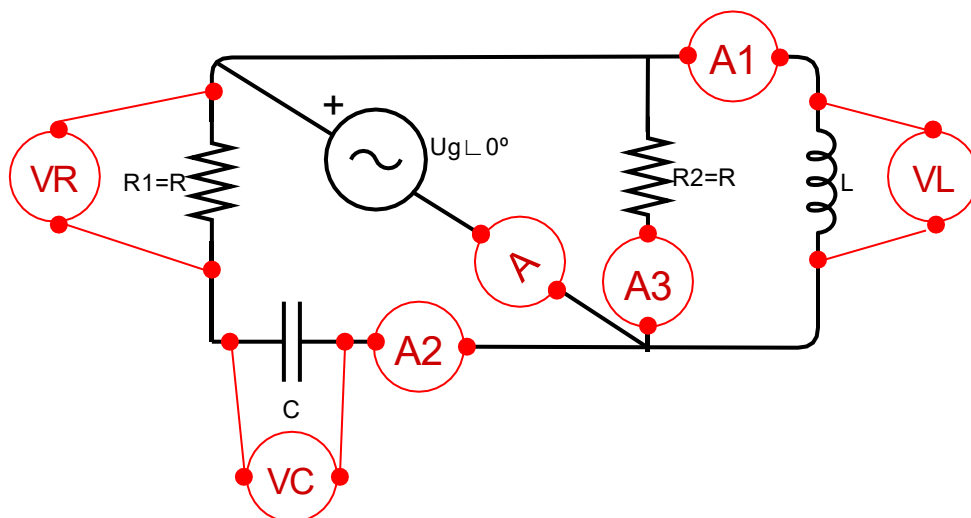 A1
+
Ug∟0º
VR
R1=R
R2=R
L
VL
A
A3
A2
C
VC